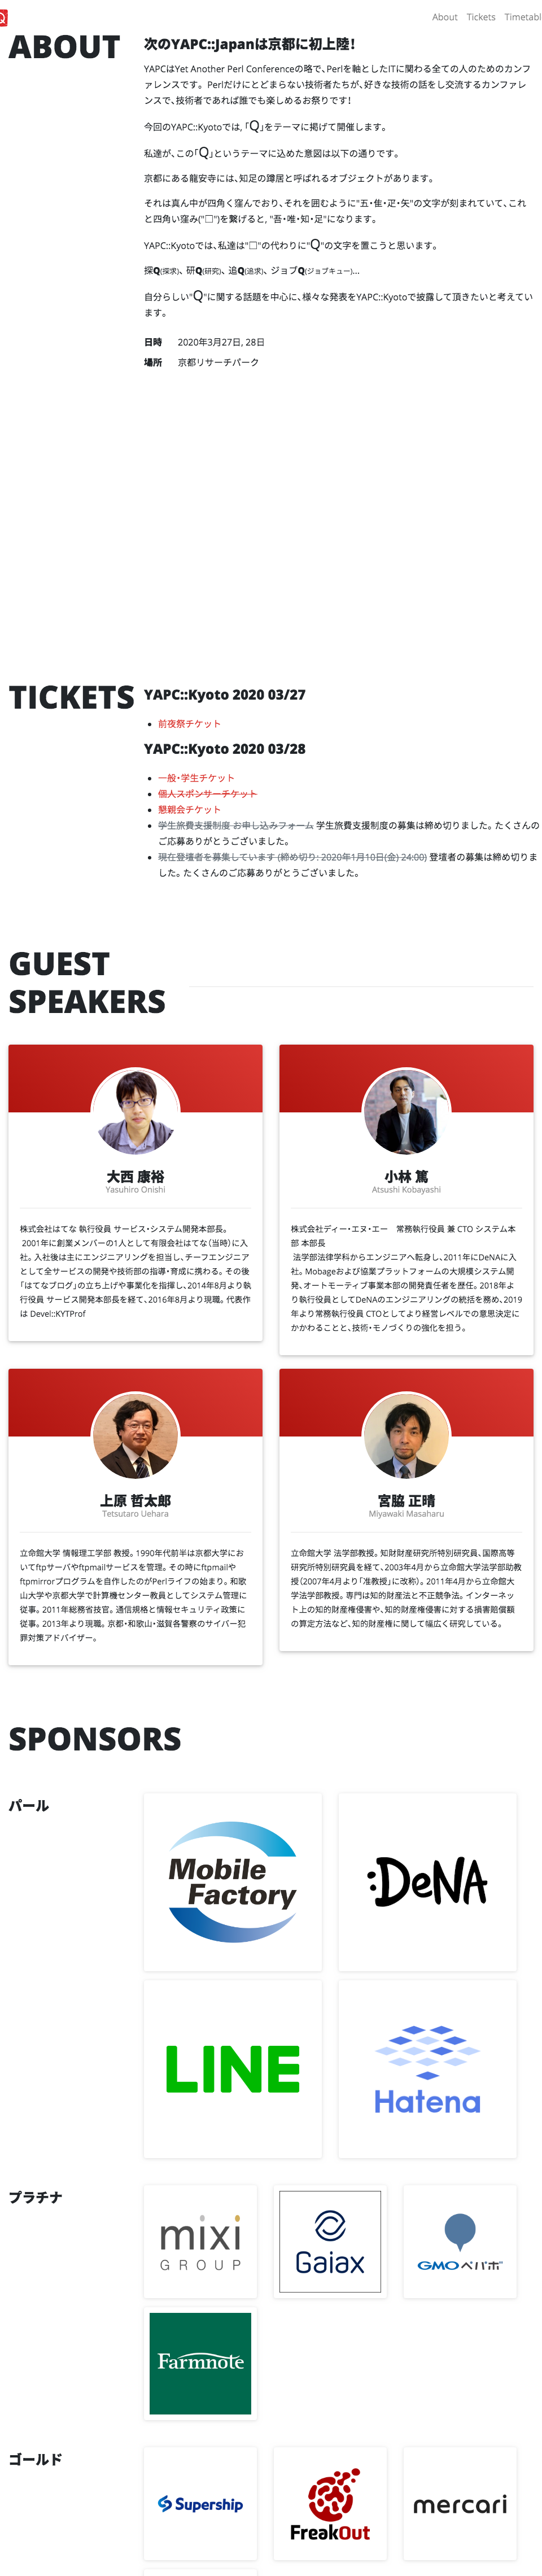 Q
About Tickets Timetabl
ABOUT
次のYAPC::Japanは京都に初上陸！
YAPCはYet Another Perl Conferenceの略で、Perlを軸としたITに関わる全ての人のためのカンフ
ァレンスです。 Perlだけにとどまらない技術者たちが、好きな技術の話をし交流するカンファレ
ンスで、技術者であれば誰でも楽しめるお祭りです！
今回のYAPC::Kyotoでは,「Q」をテーマに掲げて開催します。
私達が、この「Q」というテーマに込めた意図は以下の通りです。
京都にある龍安寺には、知足の蹲居と呼ばれるオブジェクトがあります。
それは真ん中が四角く窪んでおり、それを囲むように"五・隹・疋・矢"の文字が刻まれていて、これ
と四角い窪み("□")を繋げると, "吾・唯・知・足"になります。
YAPC::Kyotoでは、私達は"□"の代わりに"Q"の文字を置こうと思います。
探Q(探求)、 研Q(研究)、 追Q(追求)、 ジョブQ(ジョブキュー)...
自分らしい"Q"に関する話題を中心に、様々な発表をYAPC::Kyotoで披露して頂きたいと考えてい
ます。
日時 2020年3月27日, 28日
場所 京都リサーチパーク
TICKETS
YAPC::Kyoto 2020 03/27
前夜祭チケット
YAPC::Kyoto 2020 03/28
一般・学生チケット
個人スポンサーチケット
懇親会チケット
学生旅費支援制度 お申し込みフォーム 学生旅費支援制度の募集は締め切りました。たくさんの
ご応募ありがとうございました。
現在登壇者を募集しています (締め切り: 2020年1月10日(金) 24:00) 登壇者の募集は締め切りま
した。たくさんのご応募ありがとうございました。
GUEST
SPEAKERS
大西 康裕
Yasuhiro Onishi
株式会社はてな 執行役員 サービス・システム開発本部長。
2001年に創業メンバーの1人として有限会社はてな(当時)に入
社。入社後は主にエンジニアリングを担当し、チーフエンジニア
として全サービスの開発や技術部の指導・育成に携わる。その後
「はてなブログ」の立ち上げや事業化を指揮し、2014年8月より執
行役員 サービス開発本部長を経て、2016年8月より現職。代表作
は Devel::KYTProf
小林 篤
Atsushi Kobayashi
株式会社ディー・エヌ・エー 常務執行役員 兼 CTO システム本
部 本部長
法学部法律学科からエンジニアへ転身し、2011年にDeNAに入
社。Mobageおよび協業プラットフォームの大規模システム開
発、オートモーティブ事業本部の開発責任者を歴任。2018年よ
り執行役員としてDeNAのエンジニアリングの統括を務め、2019
年より常務執行役員 CTOとしてより経営レベルでの意思決定に
かかわることと、技術・モノづくりの強化を担う。
上原 哲太郎
Tetsutaro Uehara
立命館大学 情報理工学部 教授。1990年代前半は京都大学にお
いてftpサーバやftpmailサービスを管理。その時にftpmailや
ftpmirrorプログラムを自作したのがPerlライフの始まり。和歌
山大学や京都大学で計算機センター教員としてシステム管理に
従事。2011年総務省技官。通信規格と情報セキュリティ政策に
従事。2013年より現職。京都・和歌山・滋賀各警察のサイバー犯
罪対策アドバイザー。
宮脇 正晴
Miyawaki Masaharu
立命館大学 法学部教授。知財財産研究所特別研究員、国際高等
研究所特別研究員を経て、2003年4月から立命館大学法学部助教
授(2007年4月より「准教授」に改称)。2011年4月から立命館大
学法学部教授。専門は知的財産法と不正競争法。インターネッ
ト上の知的財産権侵害や、知的財産権侵害に対する損害賠償額
の算定方法など、知的財産権に関して幅広く研究している。
SPONSORS
パール
Mobile
Factory
:DeNA
LINE
Hatena
プラチナ
mixi
GROUP
Gaiax
GMOペパボ
Farmnote
ゴールド
Supership
FreakOut
mercari